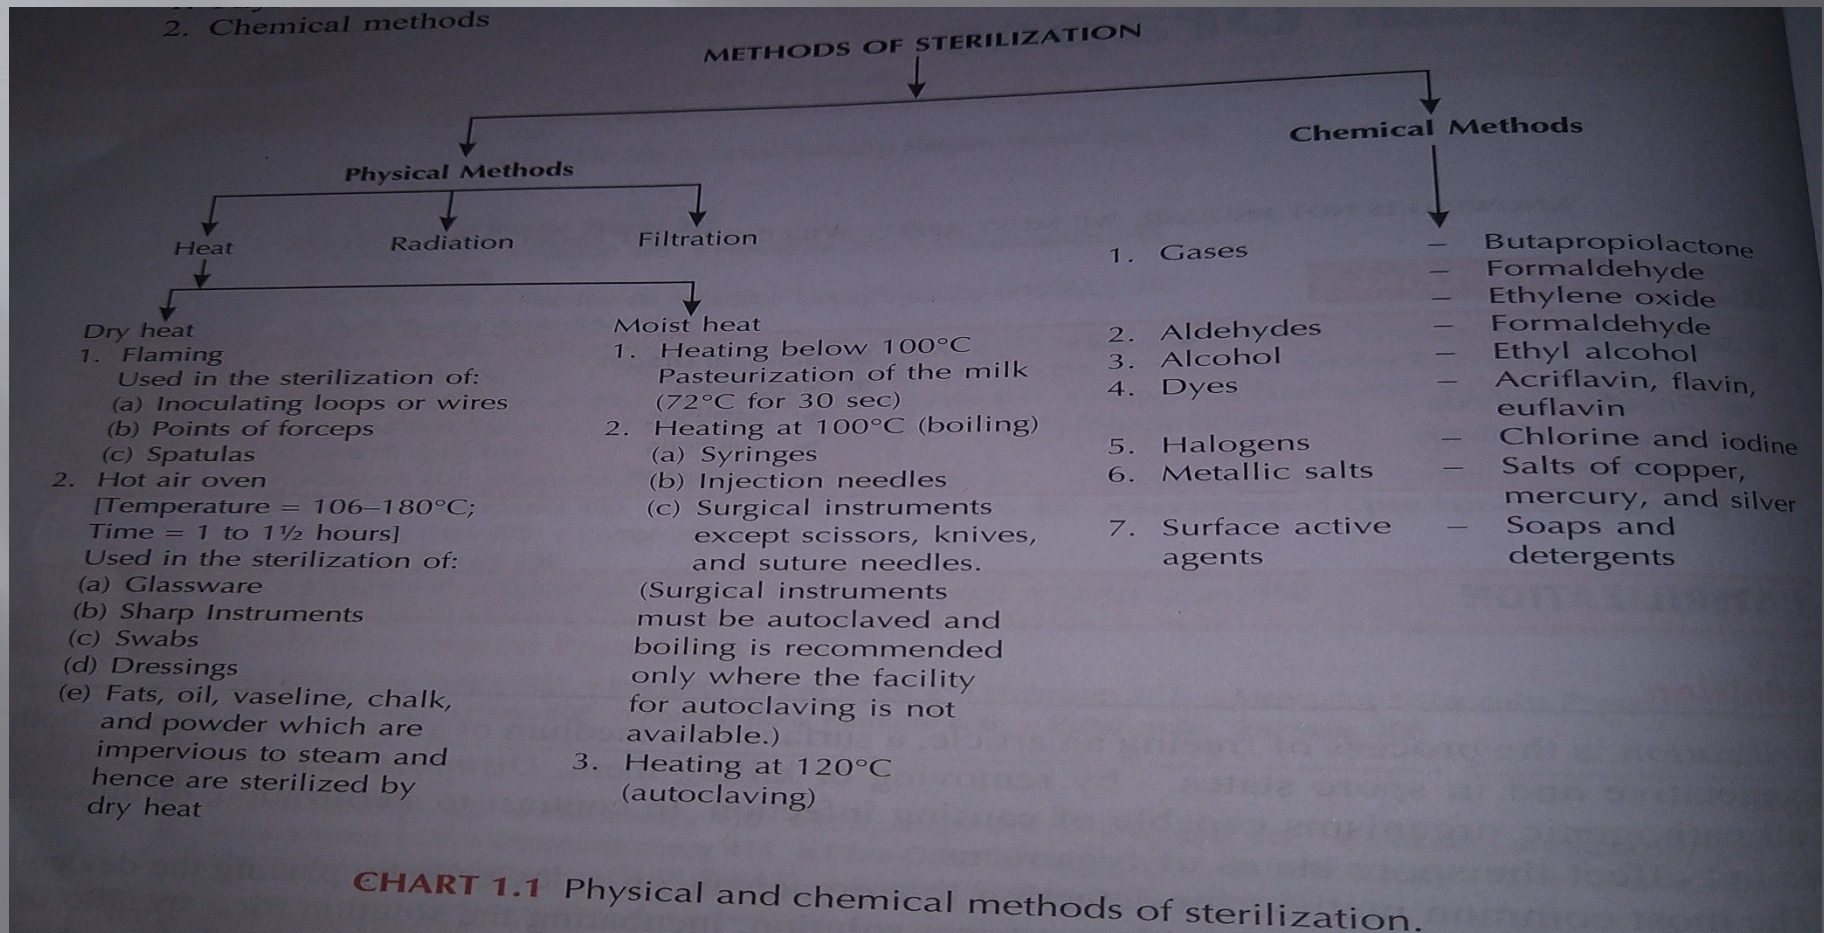 2. Chemical methods
METHODS OF STERILIZATION
Physical Methods
Chemical Methods
Heat
Radiation
Filtration
Dry heat
1. Flaming
Used in the sterilization of:
(a) Inoculating loops or wires
(b) Points of forceps
(c) Spatulas
2. Hot air oven
[Temperature = 106–180°C;
Time = 1 to 1½ hours]
Used in the sterilization of:
(a) Glassware
(b) Sharp Instruments
(c) Swabs
(d) Dressings
(e) Fats, oil, vaseline, chalk,
and powder which are
impervious to steam and
hence are sterilized by
dry heat
Moist heat
1. Heating below 100°C
Pasteurization of the milk
(72°C for 30 sec)
2. Heating at 100°C (boiling)
(a) Syringes
(b) Injection needles
(c) Surgical instruments
except scissors, knives,
and suture needles.
(Surgical instruments
must be autoclaved and
boiling is recommended
only where the facility
for autoclaving is not
available.)
3. Heating at 120°C
(autoclaving)
1. Gases – Butapropiolactone
– Formaldehyde
– Ethylene oxide
2. Aldehydes – Formaldehyde
3. Alcohol – Ethyl alcohol
4. Dyes – Acriflavin, flavin,
euflavin
5. Halogens – Chlorine and iodine
6. Metallic salts – Salts of copper,
mercury, and silver
7. Surface active – Soaps and
agents detergents
CHART 1.1 Physical and chemical methods of sterilization.